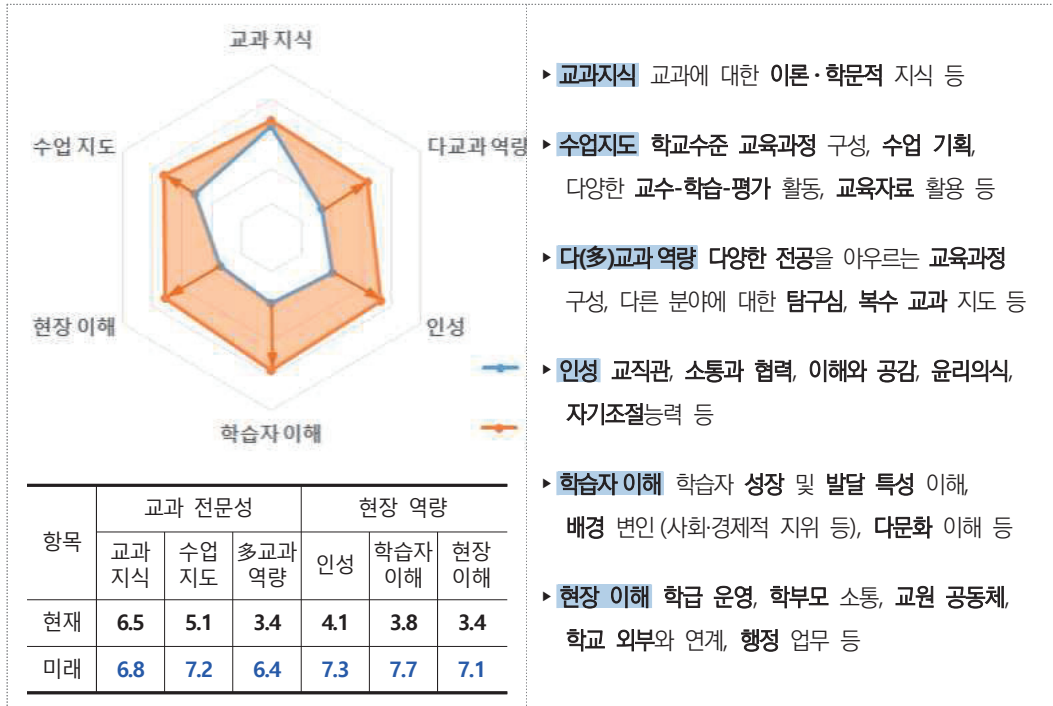 교과 지식
수업 지도
다교과 역량
현장 이해
인성
학습자 이해
항목 교과 전문성 현장 역량
교과 지식 수업 지도 多교과 역량 인성 학습자 이해 현장 이해
현재 6.5 5.1 3.4 4.1 3.8 3.4
미래 6.8 7.2 6.4 7.3 7.7 7.1
▸ 교과지식 교과에 대한 이론·학문적 지식 등
▸ 수업지도 학교수준 교육과정 구성, 수업 기획,
다양한 교수-학습-평가 활동, 교육자료 활용 등
▸ 다(多)교과 역량 다양한 전공을 아우르는 교육과정
구성, 다른 분야에 대한 탐구심, 복수 교과 지도 등
▸ 인성 교직관, 소통과 협력, 이해와 공감, 윤리의식,
자기조절능력 등
▸ 학습자 이해 학습자 성장 및 발달 특성 이해,
배경 변인 (사회·경제적 지위 등), 다문화 이해 등
▸ 현장 이해 학급 운영, 학부모 소통, 교원 공동체,
학교 외부와 연계, 행정 업무 등